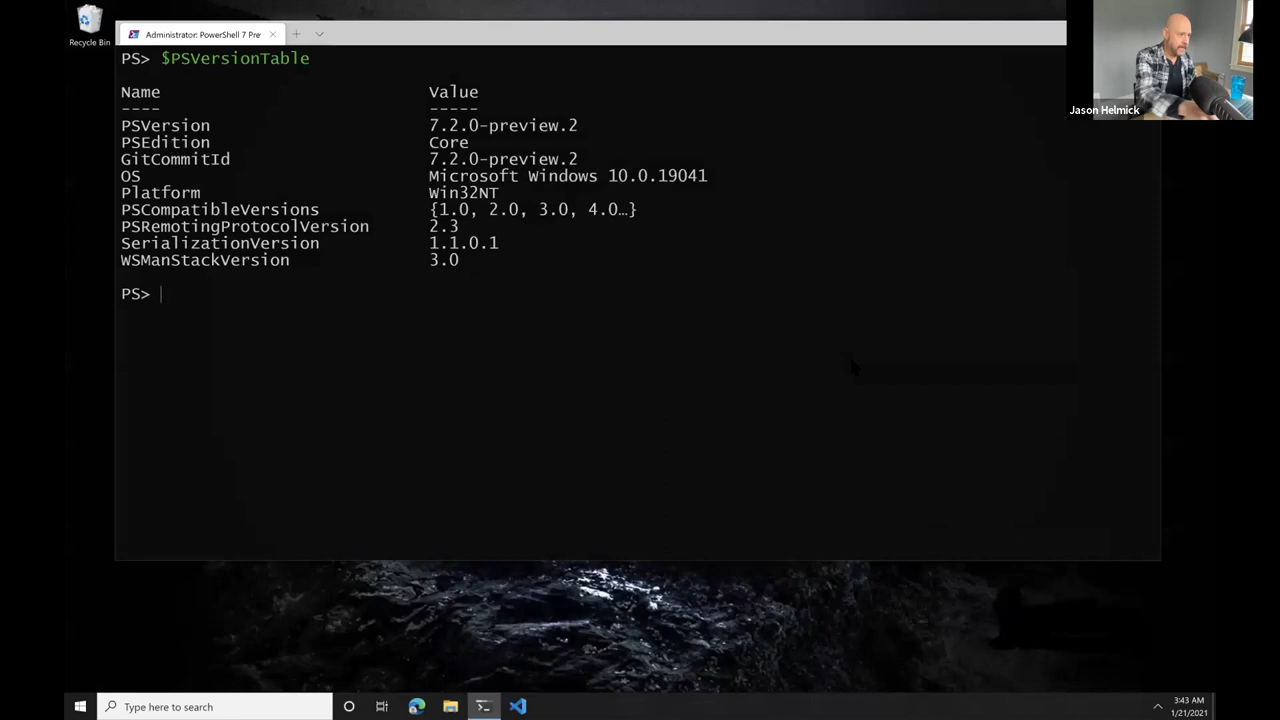 Recycle Bin
Administrator: PowerShell 7 Pre
Jason Helmick
PS> $PSVersionTable
Name Value
---- -----
PSVersion 7.2.0-preview.2
PSEdition Core
GitCommitId 7.2.0-preview.2
OS Microsoft Windows 10.0.19041
Platform Win32NT
PSCompatibleVersions {1.0, 2.0, 3.0, 4.0…}
PSRemotingProtocolVersion 2.3
SerializationVersion 1.1.0.1
WSManStackVersion 3.0
PS>
Type here to search
3:43 AM
1/21/2021